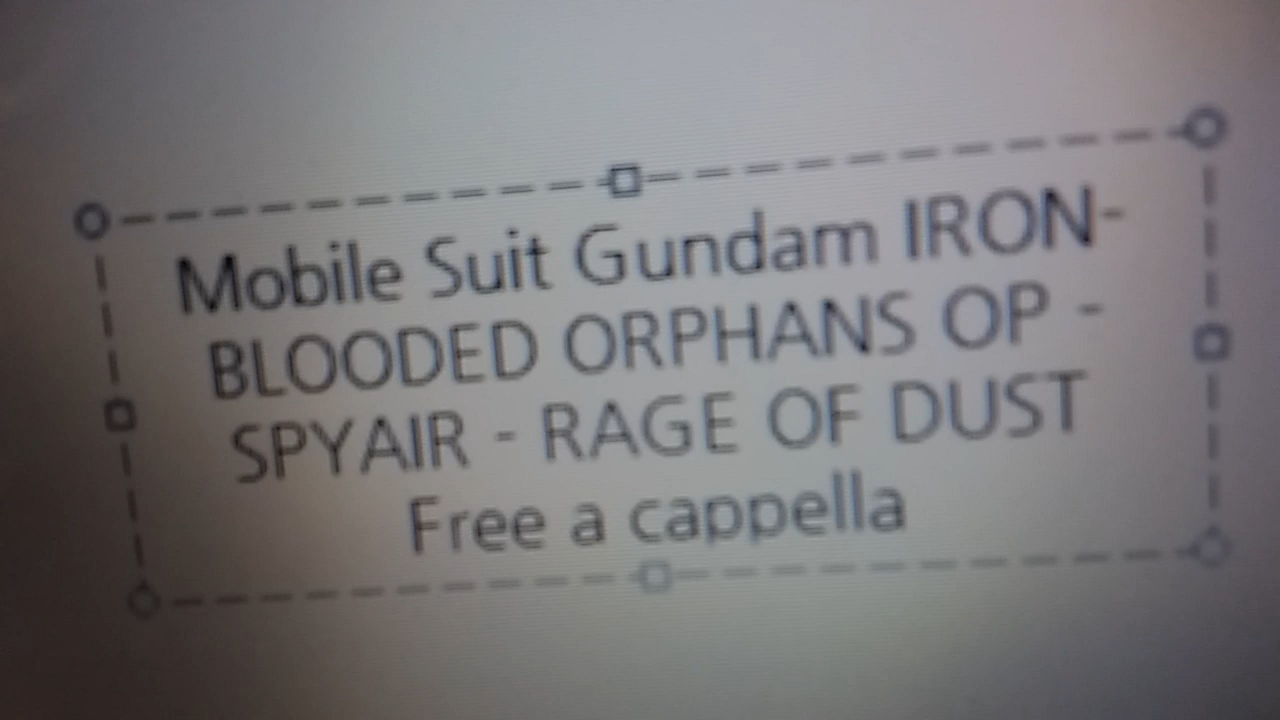 Mobile Suit Gundam IRON-
BLOODED ORPHANS OP -
SPYAIR - RAGE OF DUST
Free a cappella